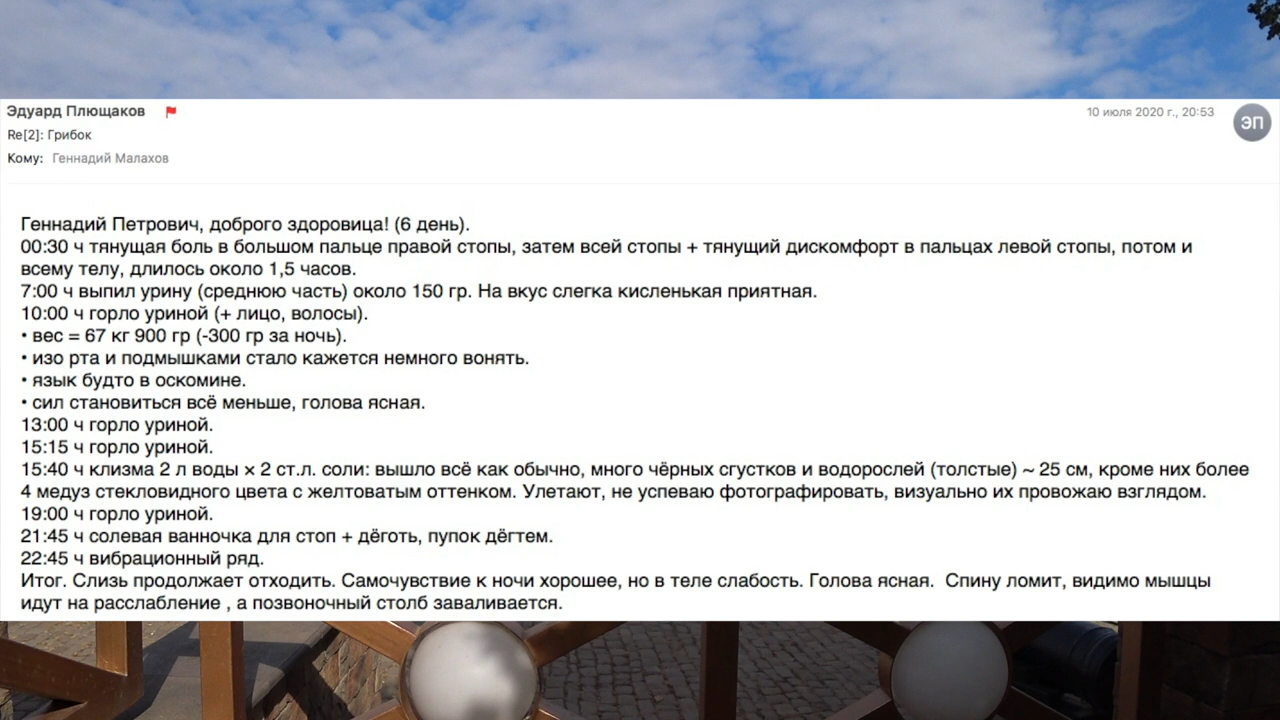 Эдуард Плющаков
10 июля 2020 г., 20:53
ЭП
Re[2]: Грибок
Кому: Геннадий Малахов
Геннадий Петрович, доброго здоровица! (6 день).
00:30 ч тянущая боль в большом пальце правой стопы, затем всей стопы + тянущий дискомфорт в пальцах левой стопы, потом и
всему телу, длилось около 1,5 часов.
7:00 ч выпил урину (среднюю часть) около 150 гр. На вкус слегка кисленькая приятная.
10:00 ч горло уриной (+ лицо, волосы).
• вес = 67 кг 900 гр (-300 гр за ночь).
• изо рта и подмышками стало кажется немного вонять.
• язык будто в оскомине.
• сил становиться всё меньше, голова ясная.
13:00 ч горло уриной.
15:15 ч горло уриной.
15:40 ч клизма 2 л воды × 2 ст.л. соли: вышло всё как обычно, много чёрных сгустков и водорослей (толстые) ~ 25 см, кроме них более
4 медуз стекловидного цвета с желтоватым оттенком. Улетают, не успеваю фотографировать, визуально их провожаю взглядом.
19:00 ч горло уриной.
21:45 ч солевая ванночка для стоп + дёготь, пупок дёгтем.
22:45 ч вибрационный ряд.
Итог. Слизь продолжает отходить. Самочувствие к ночи хорошее, но в теле слабость. Голова ясная.  Спину ломит, видимо мышцы
идут на расслабление , а позвоночный столб заваливается.